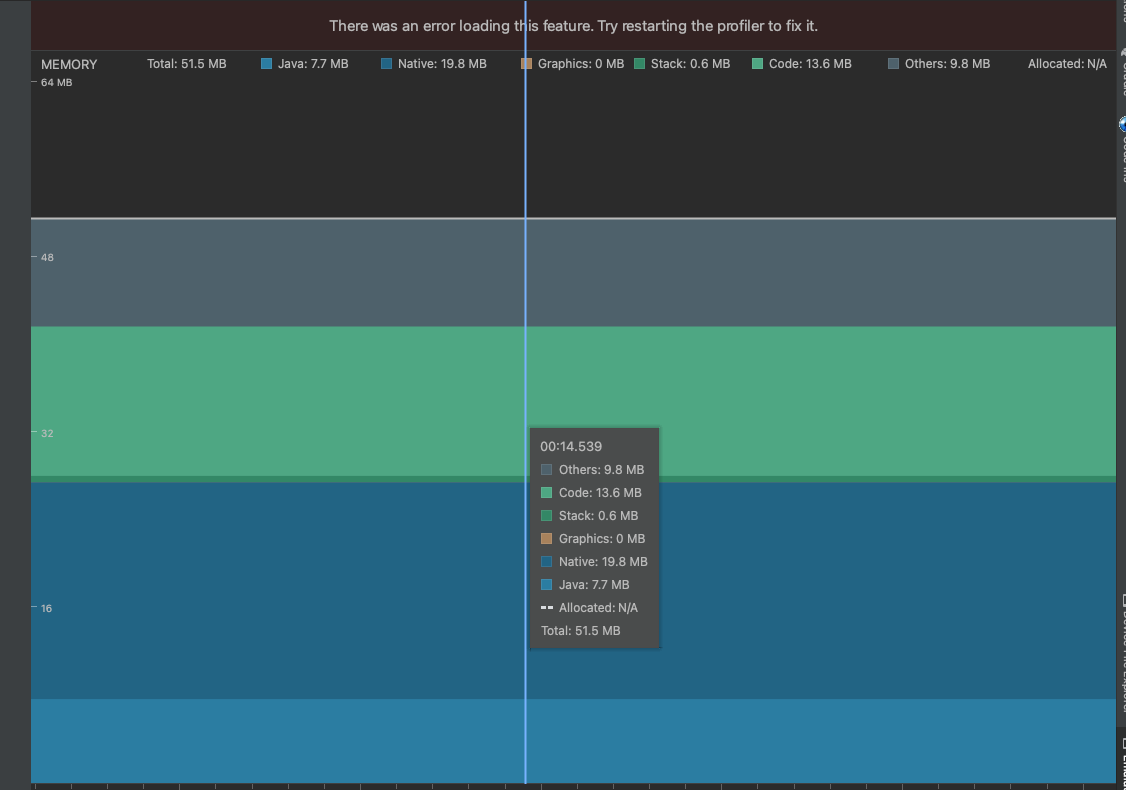 There was an error loading this feature. Try restarting the profiler to fix it.
MEMORY Total: 51.5 MB Java: 7.7 MB Native: 19.8 MB Graphics: 0 MB Stack: 0.6 MB Code: 13.6 MB Others: 9.8 MB Allocated: N/A
64 MB
48
32
00:14.539
Others: 9.8 MB
Code: 13.6 MB
Stack: 0.6 MB
Graphics: 0 MB
Native: 19.8 MB
Java: 7.7 MB
Allocated: N/A
Total: 51.5 MB
16